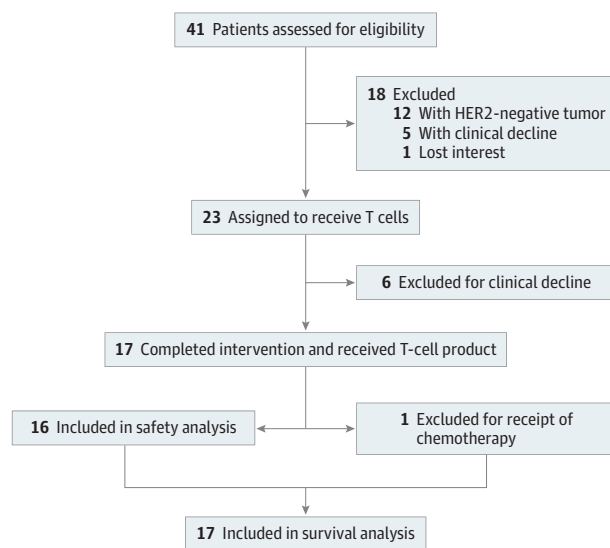 41 Patients assessed for eligibility
18 Excluded
12 With HER2-negative tumor
5 With clinical decline
1 Lost interest
23 Assigned to receive T cells
6 Excluded for clinical decline
17 Completed intervention and received T-cell product
16 Included in safety analysis
1 Excluded for receipt of
chemotherapy
17 Included in survival analysis